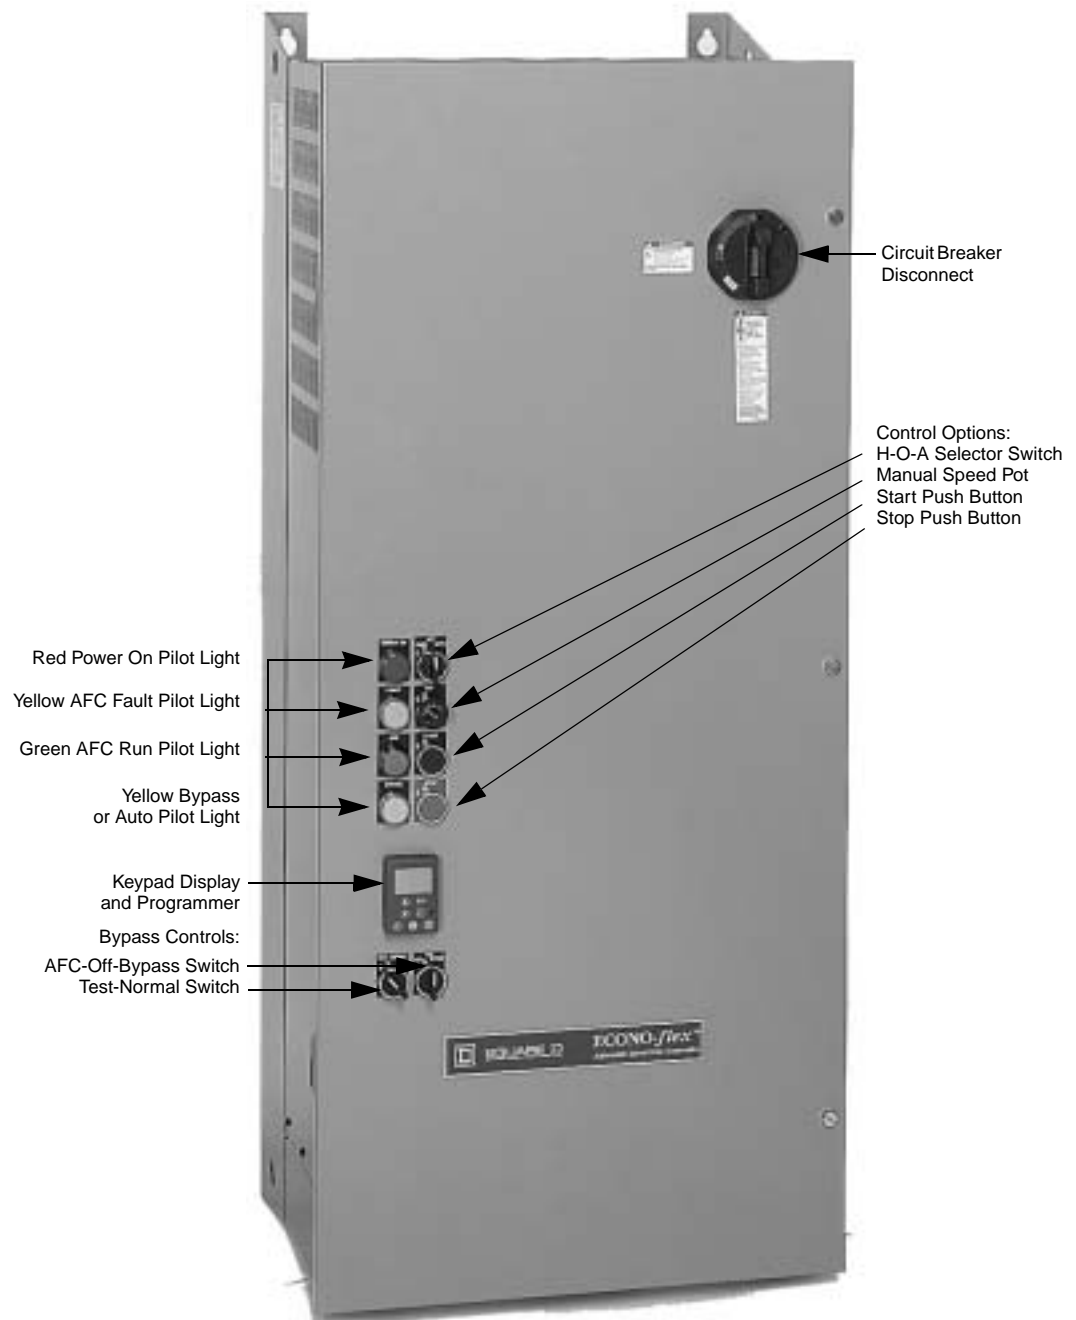 Circuit Breaker
Disconnect
Control Options:
H-O-A Selector Switch
Manual Speed Pot
Start Push Button
Stop Push Button
Red Power On Pilot Light
Yellow AFC Fault Pilot Light
Green AFC Run Pilot Light
Yellow Bypass
or Auto Pilot Light
Keypad Display
and Programmer
Bypass Controls:
AFC-Off-Bypass Switch
Test-Normal Switch
SQUARE D
ECONO-flex